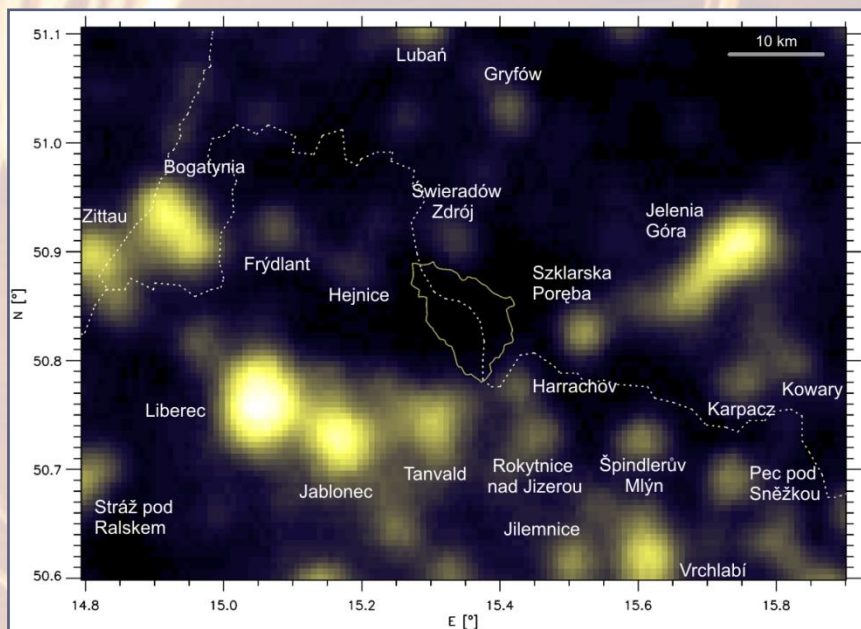 51.1
51.0
50.9
50.8
50.7
50.6
N [°]
14.8
15.0
15.2
15.4
15.6
15.8
E [°]
10 km
Lubań
Gryfów
Bogatynia
Zittau
Świeradów
Zdrój
Jelenia
Góra
Frýdlant
Hejnice
Szklarska
Poręba
Liberec
Harrachov
Kowary
Karpacz
Jablonec
Tanvald
Rokytnice
nad Jizerou
Špindlerův
Mlýn
Pec pod
Sněžkou
Stráž pod
Ralskem
Jilemnice
Vrchlabí